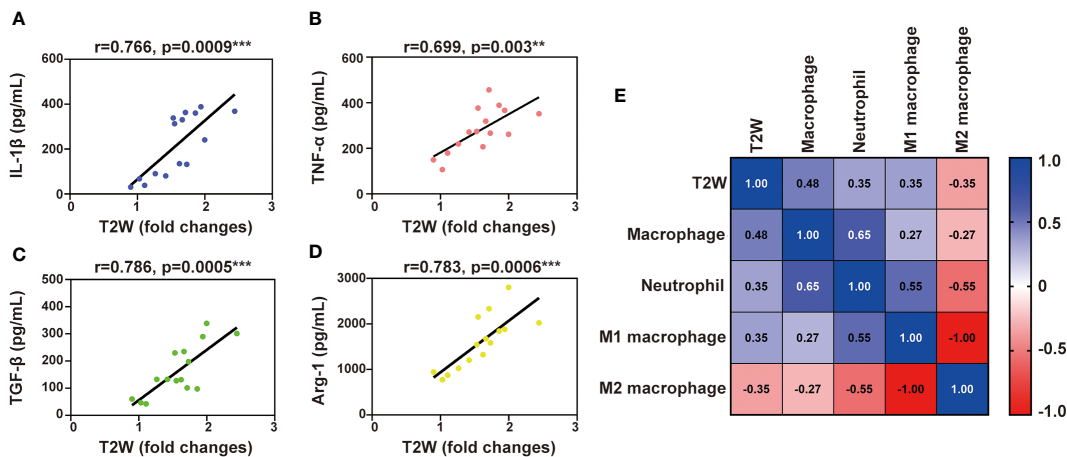 A
r=0.766, p=0.0009***
IL-1β (pg/mL)
600
400
200
0
0 1 2 3
T2W (fold changes)
B
r=0.699, p=0.003**
TNF-α (pg/mL)
600
400
200
0
0 1 2 3
T2W (fold changes)
C
r=0.786, p=0.0005***
TGF-β (pg/mL)
500
400
300
200
100
0
0 1 2 3
T2W (fold changes)
D
r=0.783, p=0.0006***
Arg-1 (pg/mL)
3000
2000
1000
0
0 1 2 3
T2W (fold changes)
E
T2W
Macrophage
Neutrophil
M1 macrophage
M2 macrophage
T2W 1.00 0.48 0.35 0.35 -0.35
Macrophage 0.48 1.00 0.65 0.27 -0.27
Neutrophil 0.35 0.65 1.00 0.55 -0.55
M1 macrophage 0.35 0.27 0.55 1.00 -1.00
M2 macrophage -0.35 -0.27 -0.55 -1.00 1.00
1.0
0.5
0
-0.5
-1.0